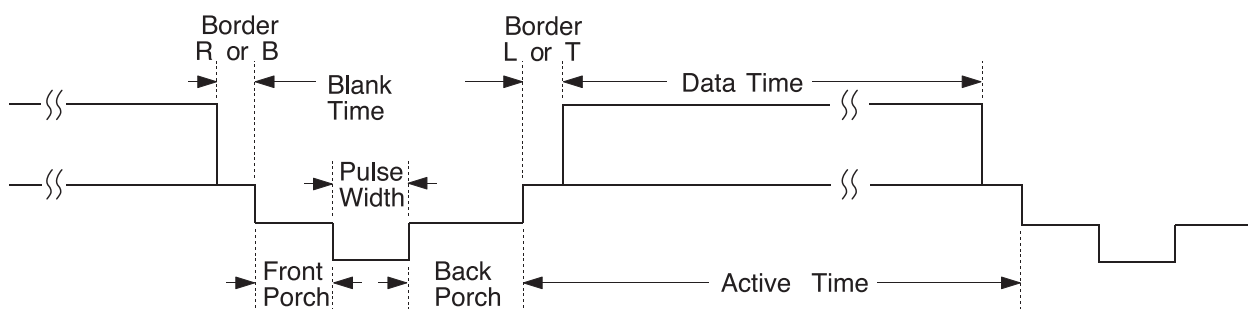 Border
R or B
Border
L or T
Blank
Time
Data Time
Pulse
Width
Front
Porch
Back
Porch
Active Time